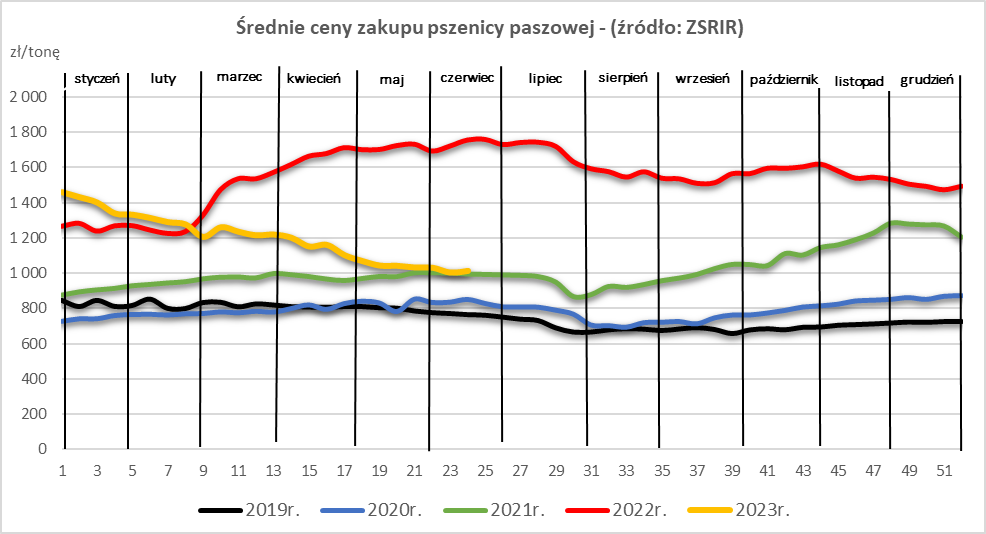 Średnie ceny zakupu pszenicy paszowej - (źródło: ZSRIR)
zł/tonę
styczeń luty marzec kwiecień maj czerwiec lipiec sierpień wrzesień październik listopad grudzień
2 000
1 800
1 600
1 400
1 200
1 000
800
600
400
200
0
1 3 5 7 9 11 13 15 17 19 21 23 25 27 29 31 33 35 37 39 41 43 45 47 49 51
2019r. 2020r. 2021r. 2022r. 2023r.